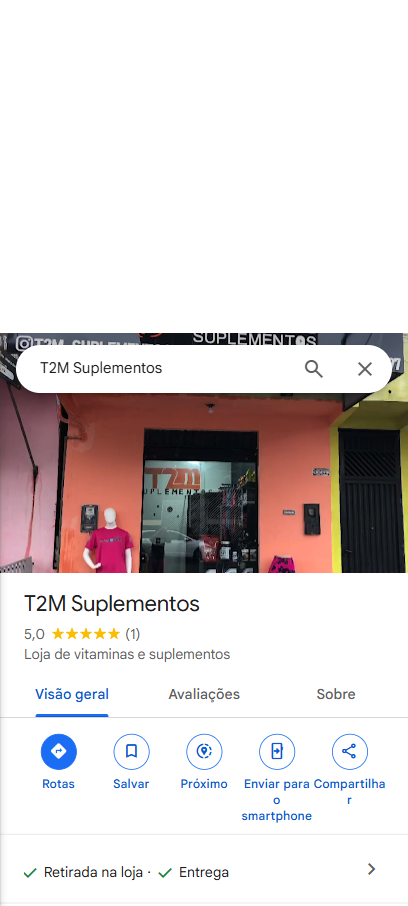 T2M SUPLEMENTOS
SUPLEMENTOS
T2M Suplementos
T2M
SUPLEMENTOS
T2M Suplementos
5,0 ★★★★★ (1)
Loja de vitaminas e suplementos
Visão geral
Avaliações
Sobre
Rotas
Salvar
Próximo
Enviar para
o
smartphone
Compartilha
r
Retirada na loja · Entrega